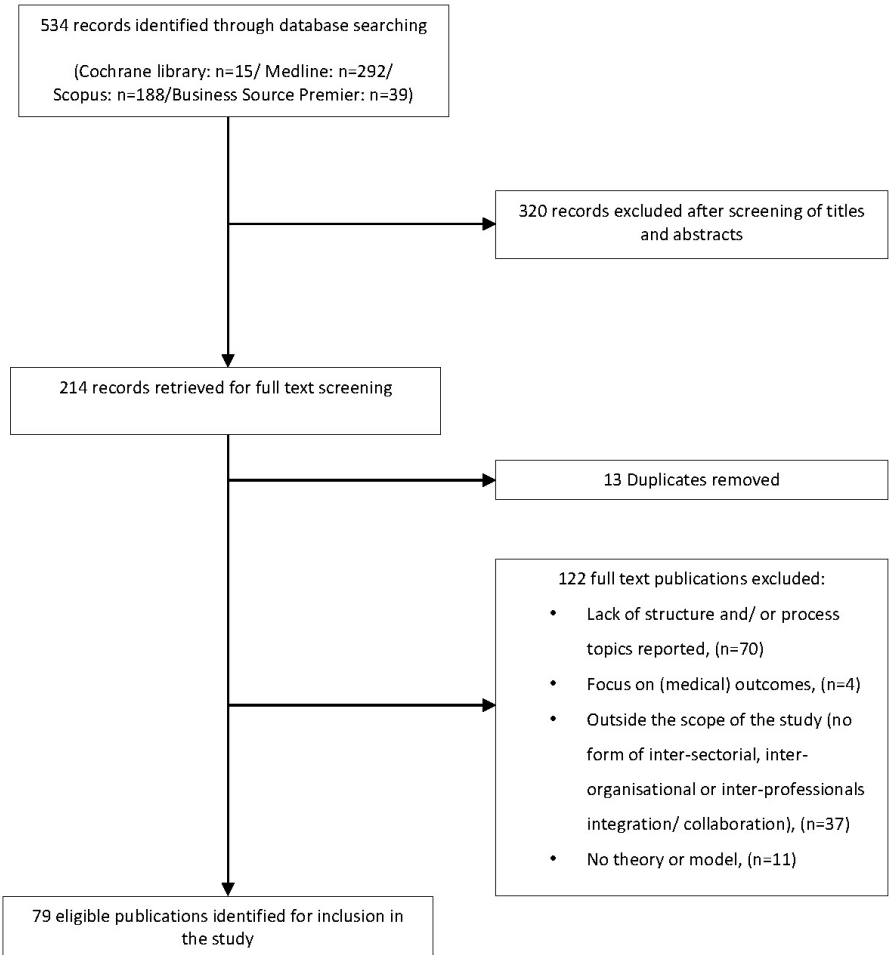 534 records identified through database searching
(Cochrane library: n=15/ Medline: n=292/
Scopus: n=188/Business Source Premier: n=39)
320 records excluded after screening of titles
and abstracts
214 records retrieved for full text screening
13 Duplicates removed
122 full text publications excluded:
• Lack of structure and/ or process
topics reported, (n=70)
• Focus on (medical) outcomes, (n=4)
• Outside the scope of the study (no
form of inter-sectorial, inter-
organisational or inter-professionals
integration/ collaboration), (n=37)
• No theory or model, (n=11)
79 eligible publications identified for inclusion in
the study